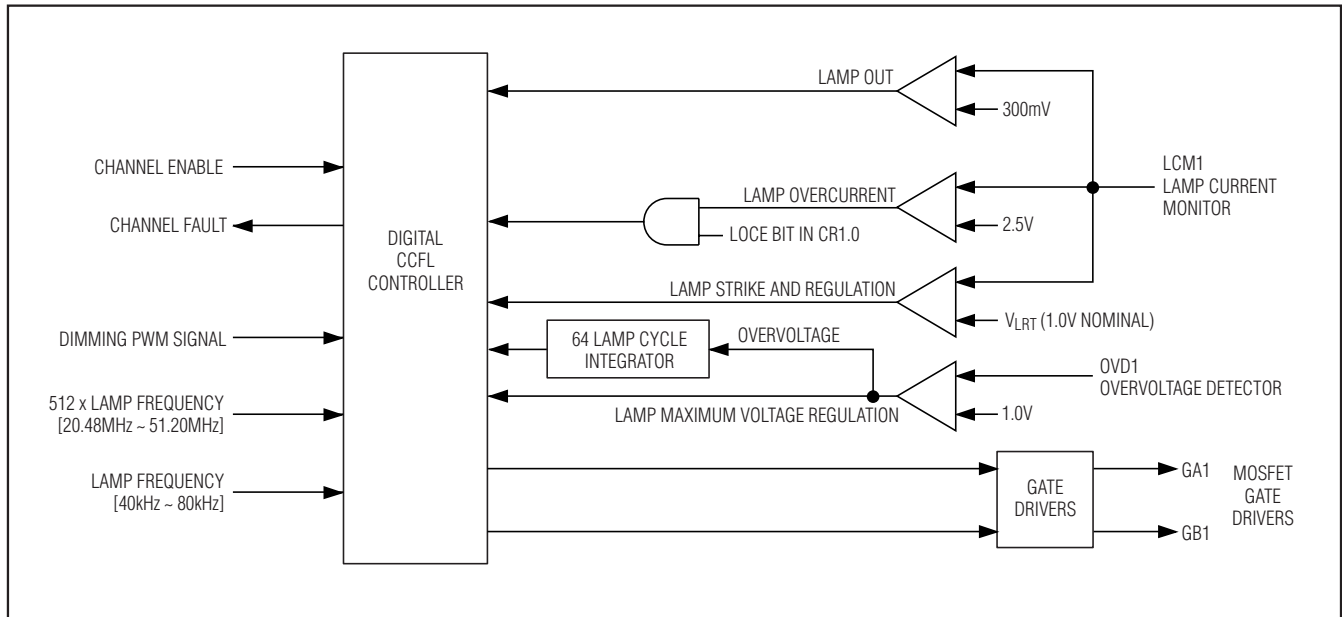 LAMP OUT
300mV
CHANNEL ENABLE
LCM1
LAMP CURRENT
MONITOR
LAMP OVERCURRENT
2.5V
LOCE BIT IN CR1.0
CHANNEL FAULT
DIGITAL
CCFL
CONTROLLER
LAMP STRIKE AND REGULATION
VLRT (1.0V NOMINAL)
DIMMING PWM SIGNAL
64 LAMP CYCLE
INTEGRATOR
OVERVOLTAGE
OVD1
OVERVOLTAGE DETECTOR
512 x LAMP FREQUENCY
[20.48MHz ~ 51.20MHz]
LAMP MAXIMUM VOLTAGE REGULATION
1.0V
LAMP FREQUENCY
[40kHz ~ 80kHz]
GATE
DRIVERS
GA1
GB1
MOSFET
GATE
DRIVERS